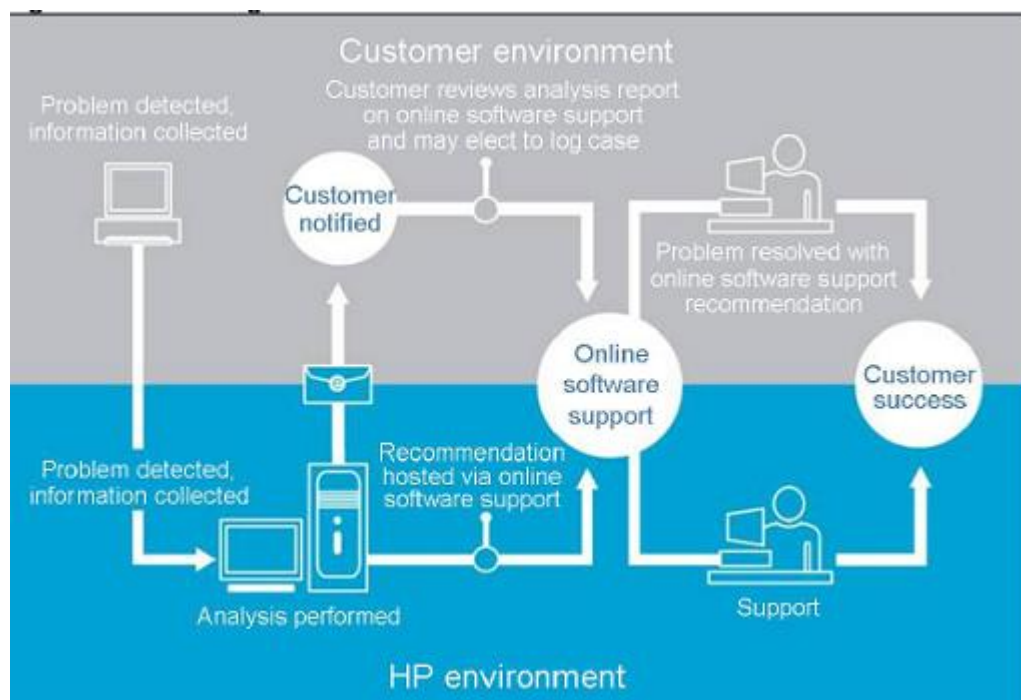 Customer environment
Customer reviews analysis report
on online software support
and may elect to log case
Problem detected,
information collected
Customer
notified
Problem resolved with
online software support
recommendation
Online
software
support
Customer
success
Problem detected,
information collected
Recommendation
hosted via online
software support
Analysis performed
Support
HP environment